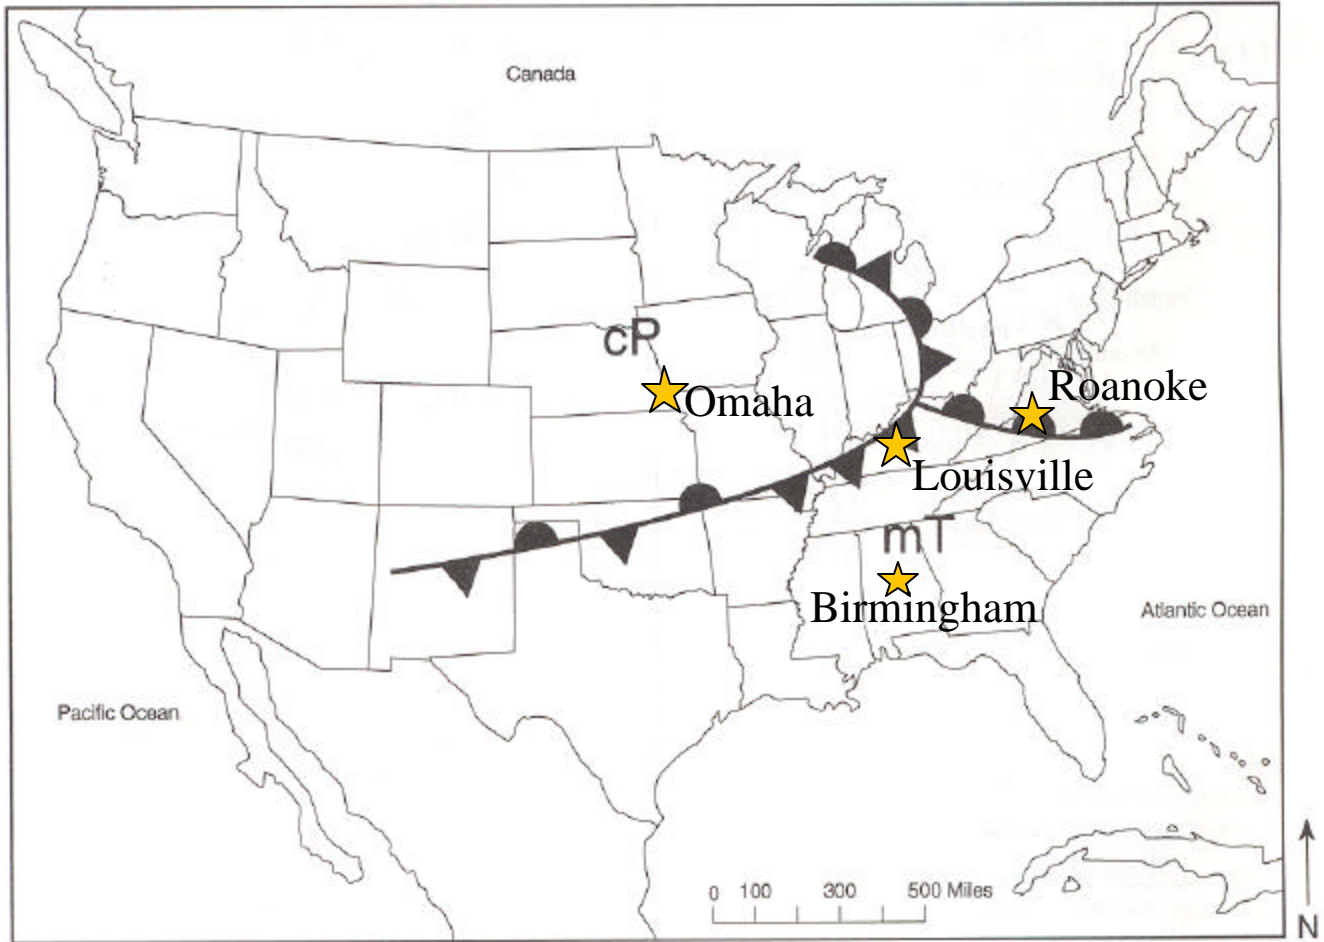 Canada
cP
Omaha
Roanoke
Louisville
mT
Birmingham
Atlantic Ocean
Pacific Ocean
0 100 300 500 Miles
N